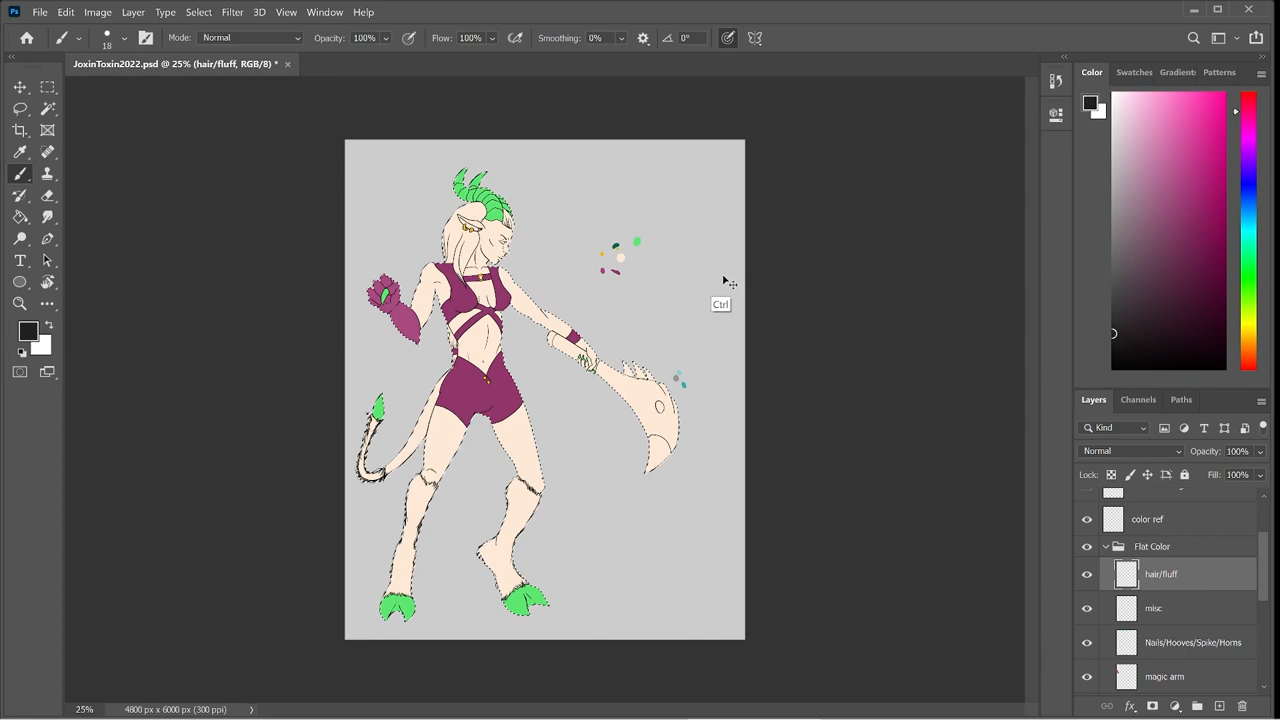 Ps File Edit Image Layer Type Select Filter 3D View Window Help
18 Mode: Normal Opacity: 100% Flow: 100% Smoothing: 0% 0°
JoxinToxin2022.psd @ 25% (hair/fluff, RGB/8) * ×
Color Swatches Gradient: Patterns
Ctrl
Layers Channels Paths
Kind
Normal Opacity: 100%
Lock: Fill: 100%
color ref
Flat Color
hair/fluff
misc
Nails/Hooves/Spike/Horns
magic arm
25% 4800 px x 6000 px (300 ppi)